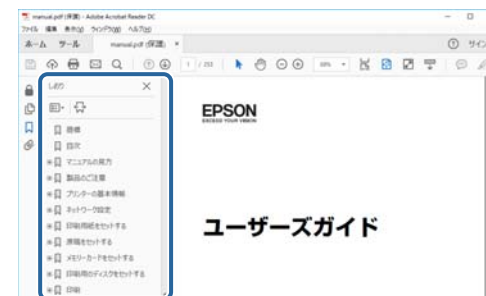 manual.pdf (保護) - Adobe Acrobat Reader DC
ファイル 編集 表示(V) ウィンドウ(W) ヘルプ(H)
ホーム ツール manual.pdf (保護) ×
しおり
表紙
目次
マニュアルの見方
製品のご注意
プリンターの基本情報
ネットワーク設定
印刷用紙をセットする
原稿をセットする
メモリーカードをセットする
印刷用のディスクをセットする
印刷
EPSON
EXCEED YOUR VISION
ユーザーズガイド